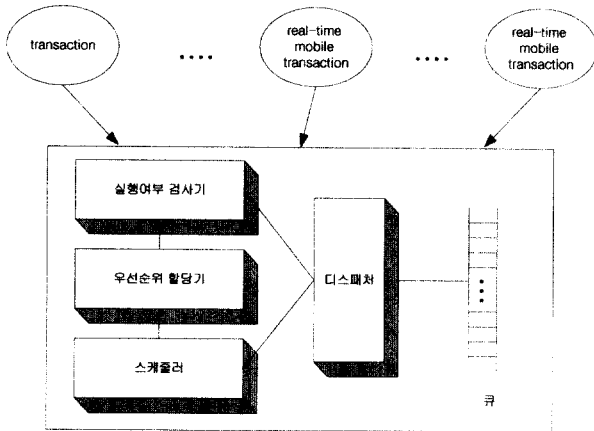 transaction
real-time
mobile
transaction
real-time
mobile
transaction
실행여부 검사기
우선순위 할당기
스케줄러
디스패처
큐